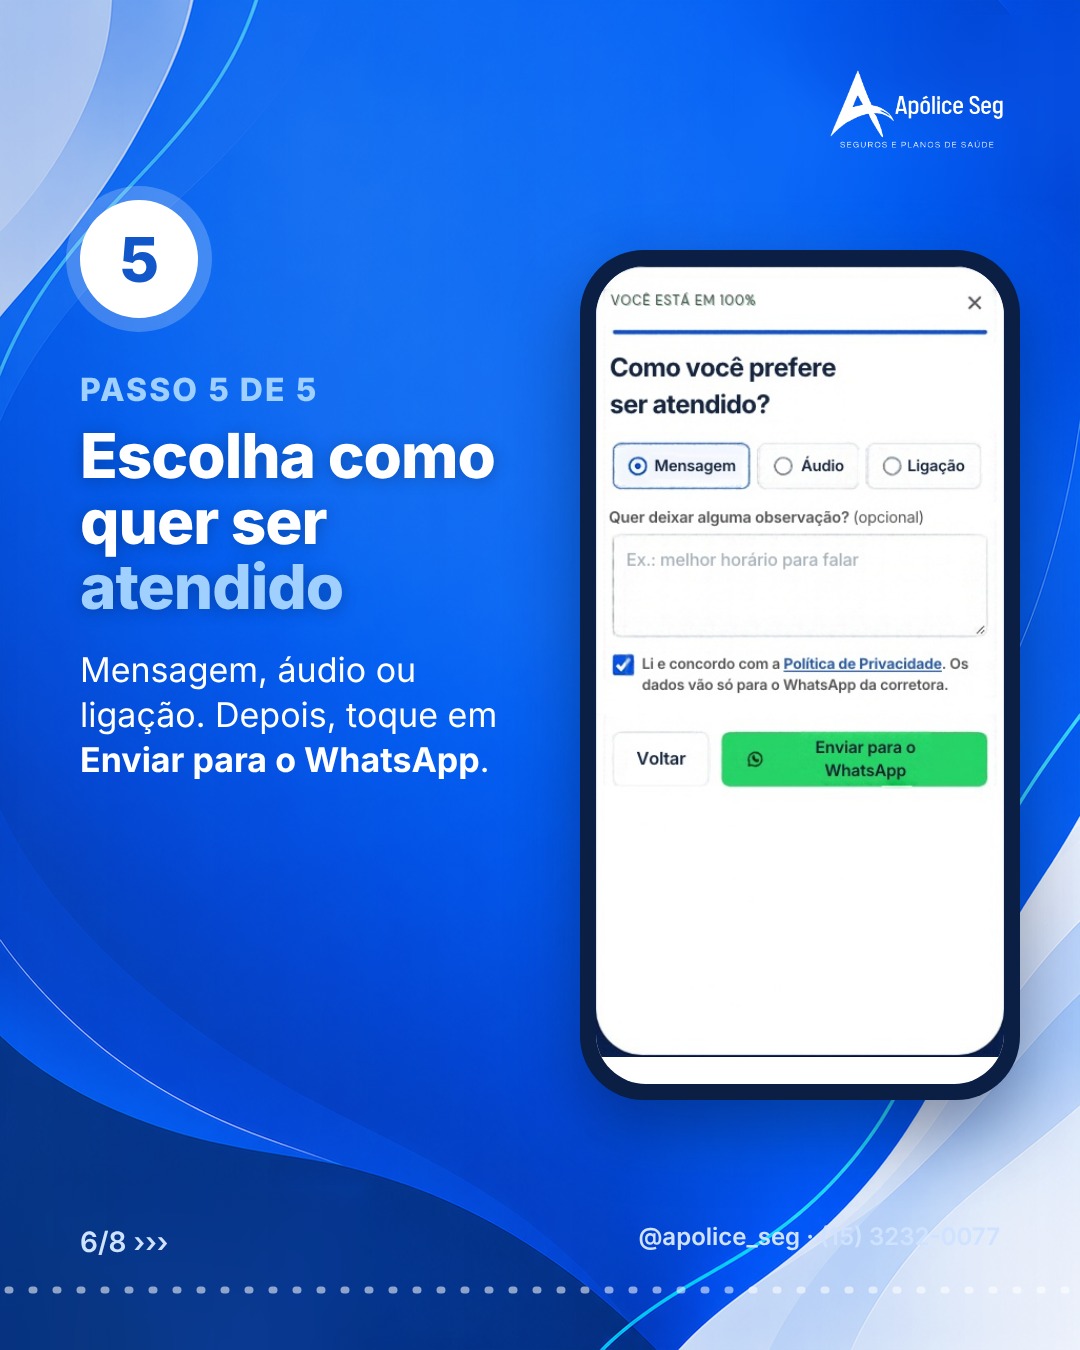 Apólice Seg
SEGUROS E PLANOS DE SAÚDE
5
PASSO 5 DE 5
Escolha como
quer ser
atendido
Mensagem, áudio ou
ligação. Depois, toque em
Enviar para o WhatsApp.
VOCÊ ESTÁ EM 100%
Como você prefere
ser atendido?
Mensagem Áudio Ligação
Quer deixar alguma observação? (opcional)
Ex.: melhor horário para falar
Li e concordo com a Política de Privacidade. Os
dados vão só para o WhatsApp da corretora.
Voltar
Enviar para o
WhatsApp
6/8 ›››
@apolice_seg · (15) 3232-0077